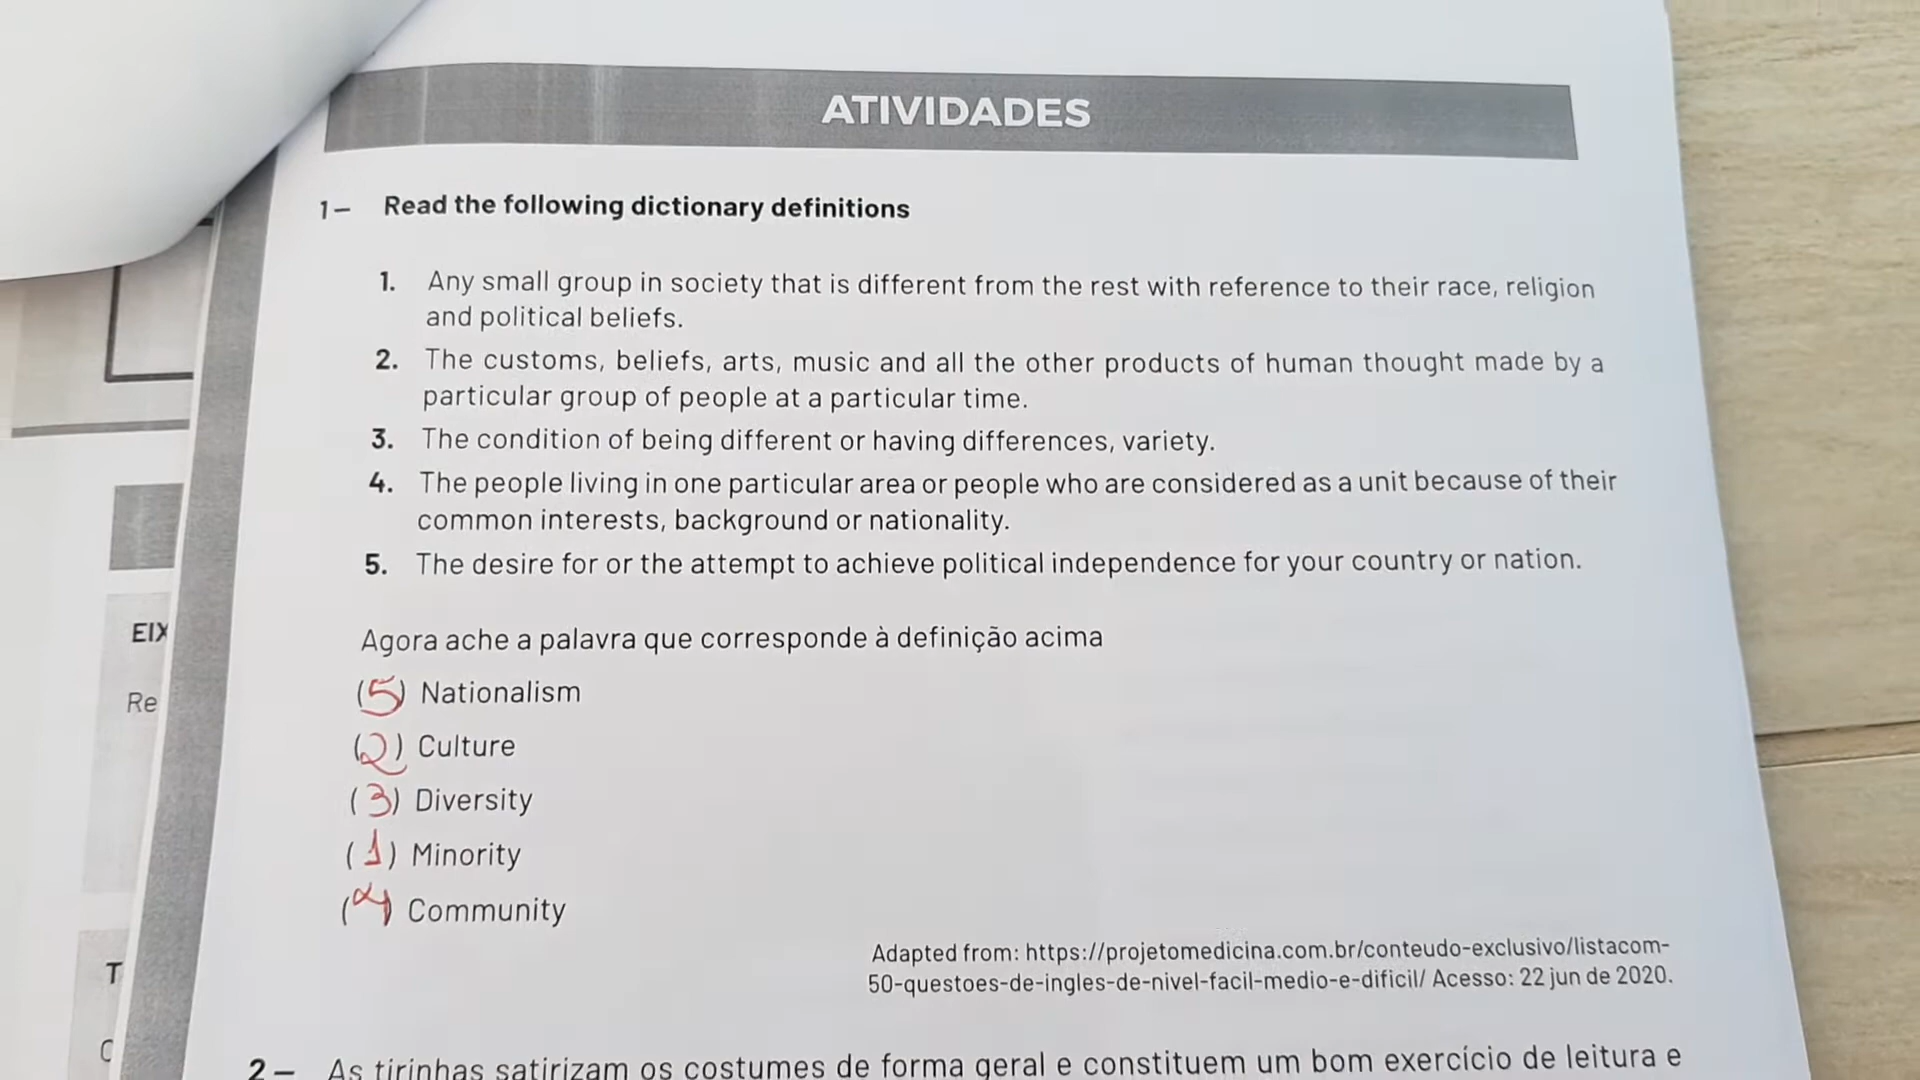 ATIVIDADES
1- Read the following dictionary definitions
1. Any small group in society that is different from the rest with reference to their race, religion
and political beliefs.
2. The customs, beliefs, arts, music and all the other products of human thought made by a
particular group of people at a particular time.
3. The condition of being different or having differences, variety.
4. The people living in one particular area or people who are considered as a unit because of their
common interests, background or nationality.
5. The desire for or the attempt to achieve political independence for your country or nation.
EIX
Agora ache a palavra que corresponde à definição acima
(5) Nationalism
Re
(2) Culture
(3) Diversity
(1) Minority
(4) Community
Adapted from: https://projetomedicina.com.br/conteudo-exclusivo/listacom-
T
50-questoes-de-ingles-de-nivel-facil-medio-e-dificil/ Acesso: 22 jun de 2020.
2- As tirinhas satirizam os costumes de forma geral e constituem um bom exercício de leitura e